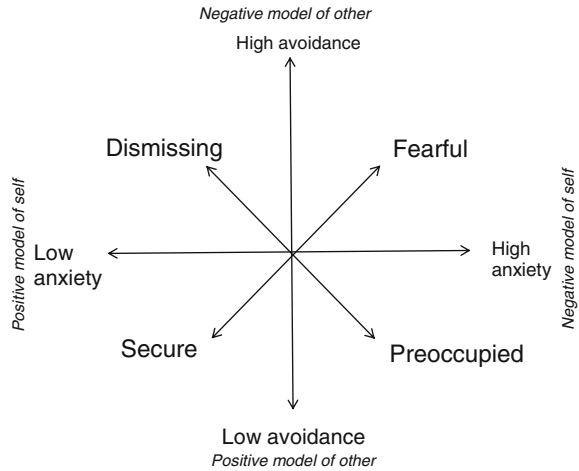 Negative model of other
High avoidance
Dismissing
Fearful
Positive model of self
Low
anxiety
High
anxiety
Negative model of self
Secure
Preoccupied
Low avoidance
Positive model of other